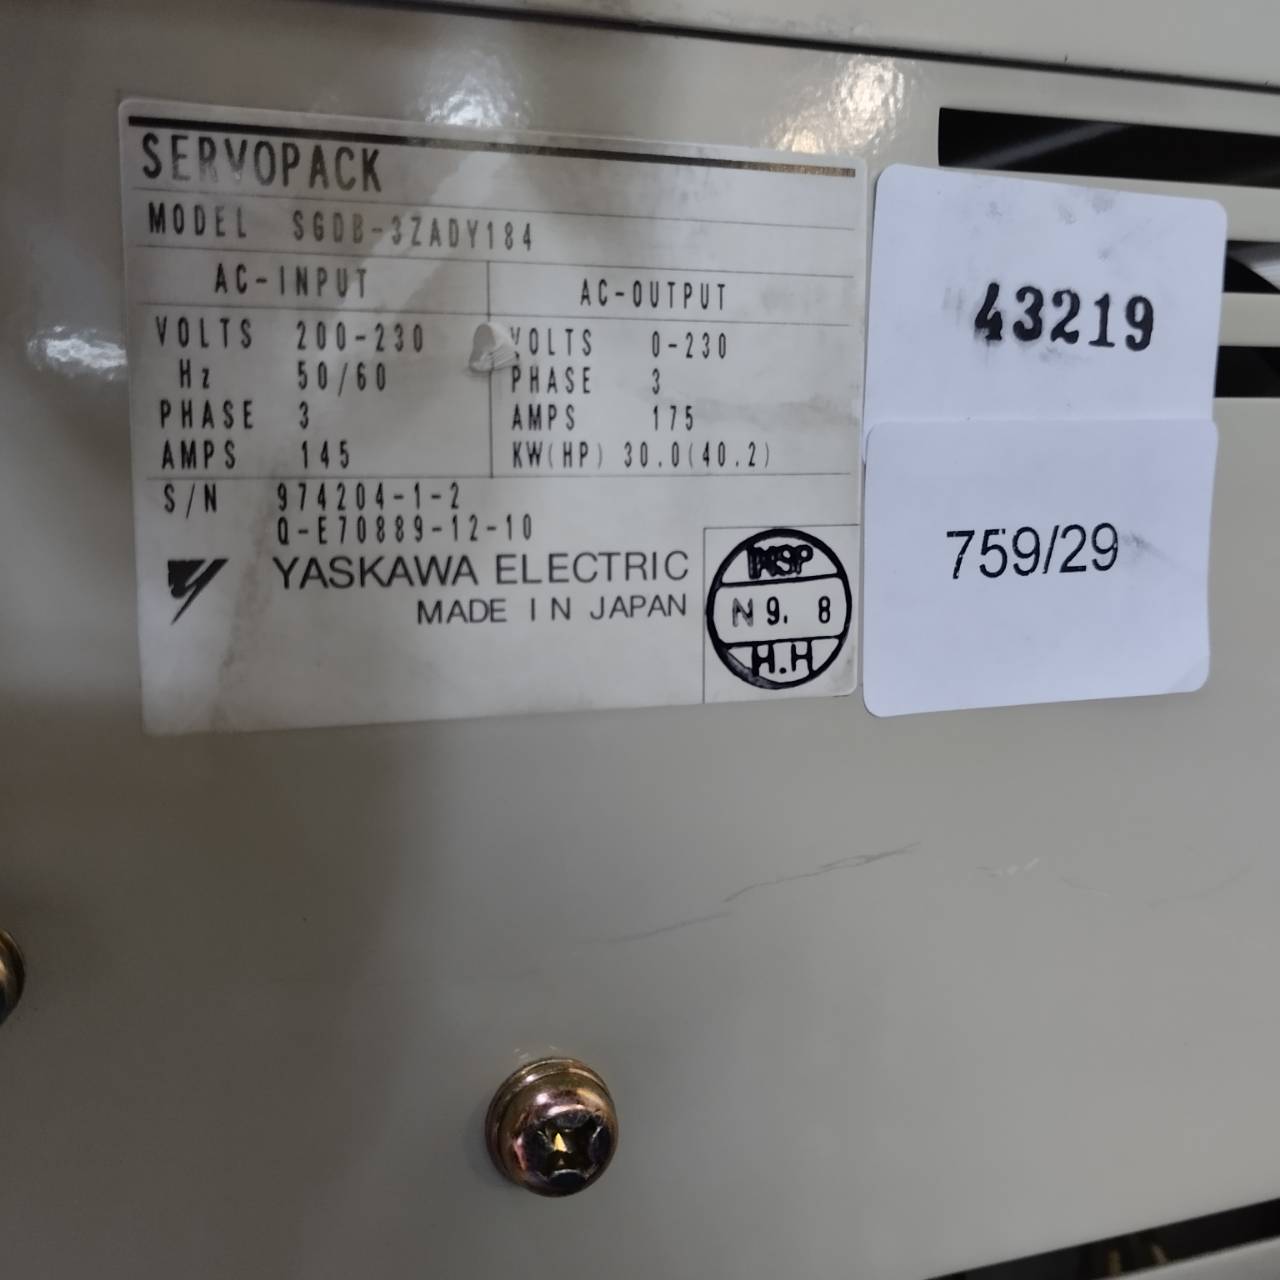 SERVOPACK
MODEL SGDB-3ZADY184
AC-INPUT
VOLTS 200-230
Hz 50/60
PHASE 3
AMPS 145
AC-OUTPUT
VOLTS 0-230
PHASE 3
AMPS 175
KW(HP) 30.0(40.2)
S/N 974204-1-2
Q-E70889-12-10
YASKAWA ELECTRIC
MADE IN JAPAN
INSP
N 9. 8
H.H
43219
759/29